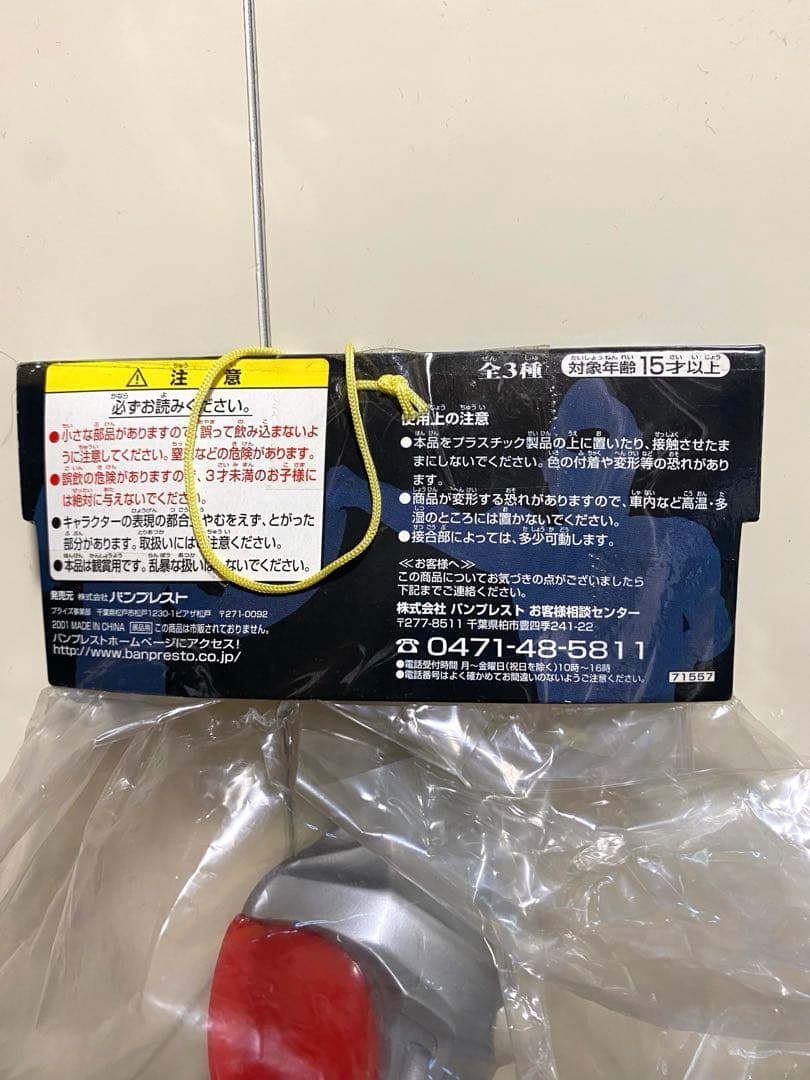 ⚠ 注意
必ずお読みください。
●小さな部品がありますので、誤って飲み込まないよ
うに注意してください。窒息などの危険があります。
●誤飲の危険がありますので、3才未満のお子様に
は絶対に与えないでください。
●キャラクターの表現の都合上やむをえず、とがった
部分があります。取扱いにはご注意ください。
●本品は観賞用です。乱暴な扱いはしないでください。
発売元 株式会社 バンプレスト
プライズ事業部 千葉県松戸市松戸1230-1ピアザ松戸 〒271-0092
2001 MADE IN CHINA 景品用 この商品は市販されておりません。
バンプレストホームページにアクセス!
http://www.banpresto.co.jp/
全3種 対象年齢 15才以上
使用上の注意
●本品をプラスチック製品の上に置いたり、接触させたま
まにしないでください。色の付着や変形等の恐れがあり
ます。
●商品が変形する恐れがありますので、車内など高温・多
湿のところには置かないでください。
●接合部によっては、多少可動します。
≪お客様へ≫
この商品についてお気づきの点がございましたら
下記までご連絡ください。
株式会社 バンプレスト お客様相談センター
〒277-8511 千葉県柏市豊四季241-22
☎ 0471-48-5811
●電話受付時間 月〜金曜日(祝日を除く)10時〜16時
●電話番号はよく確かめてお間違いのないようご注意ください。
71557